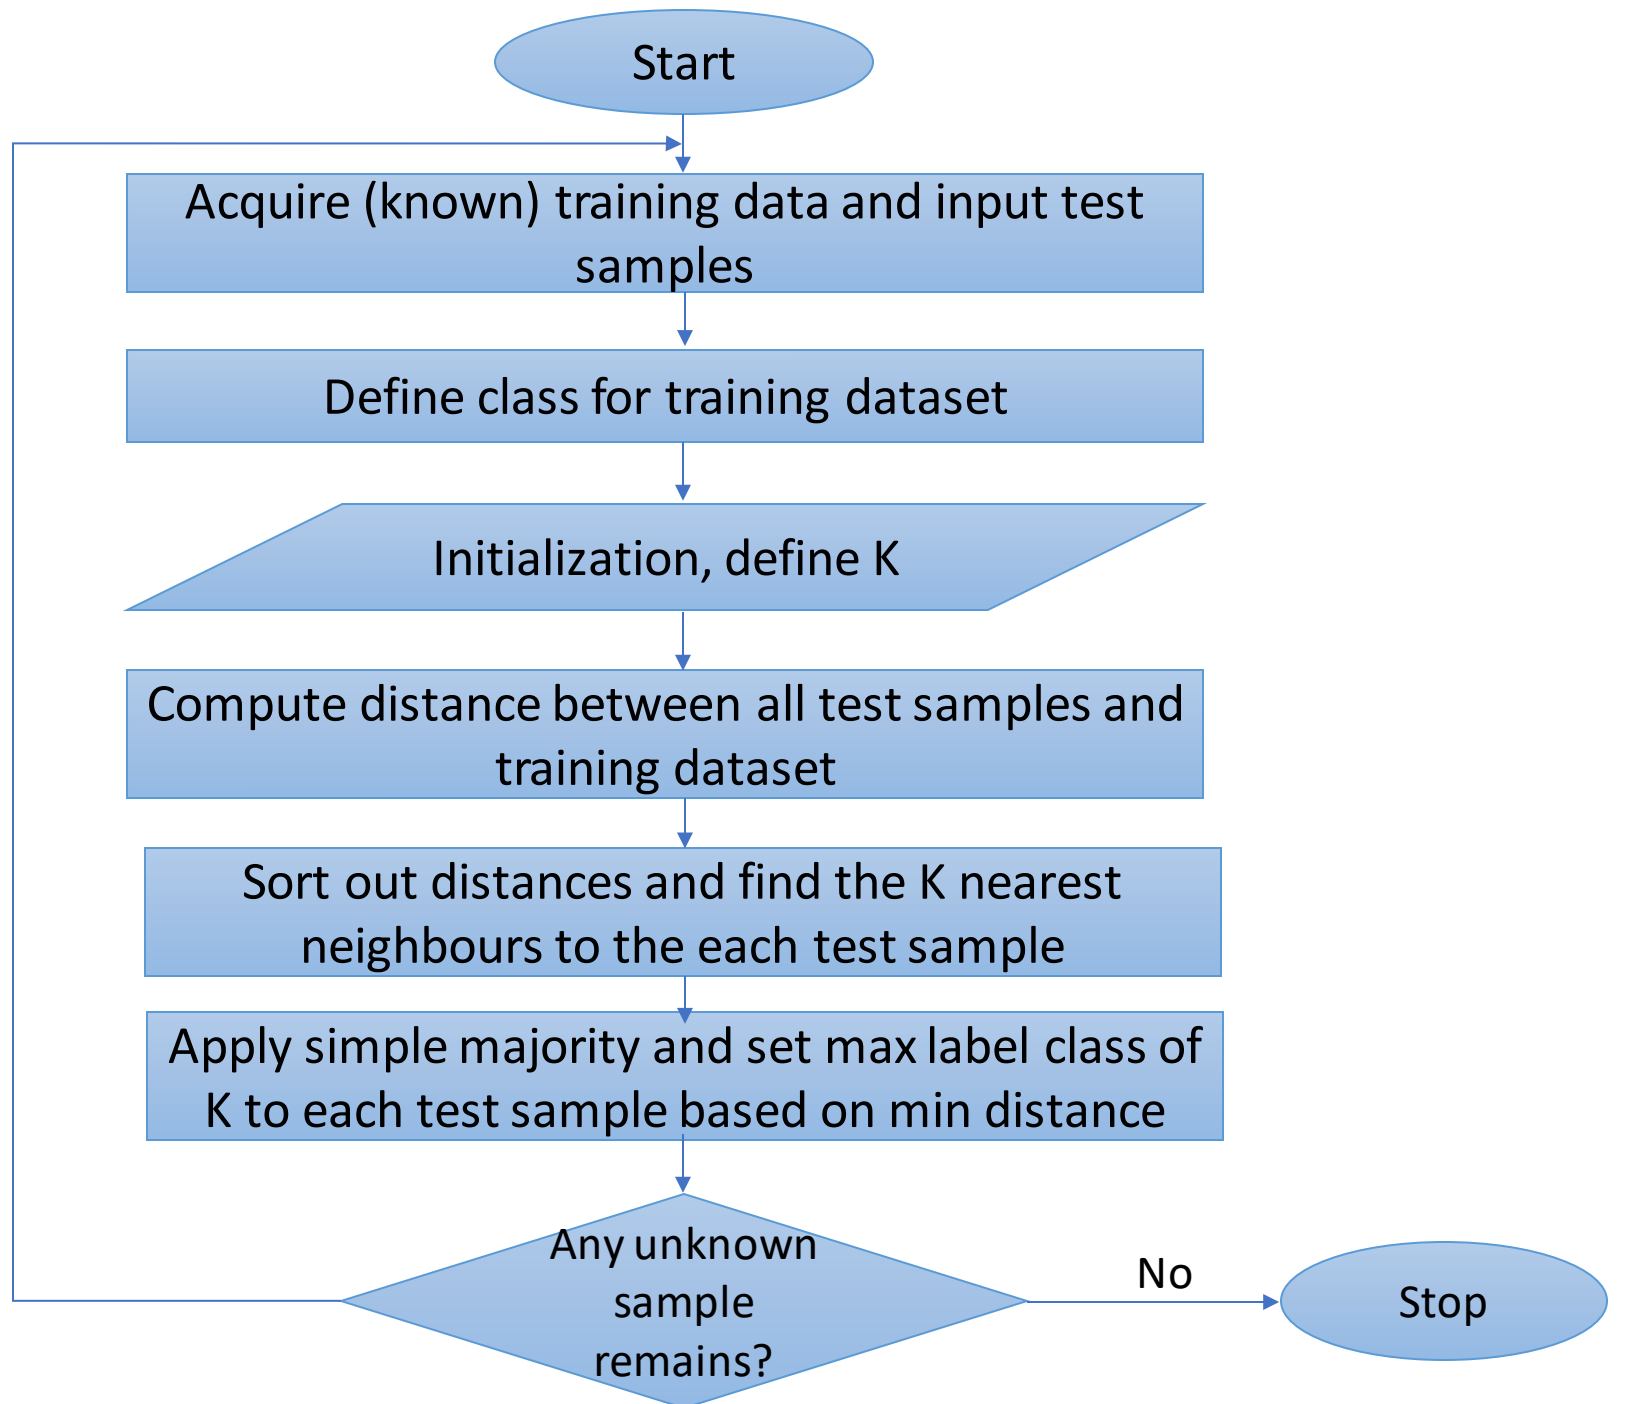 Start
Acquire (known) training data and input test
samples
Define class for training dataset
Initialization, define K
Compute distance between all test samples and
training dataset
Sort out distances and find the K nearest
neighbours to the each test sample
Apply simple majority and set max label class of
K to each test sample based on min distance
Any unknown
sample
remains?
No
Stop